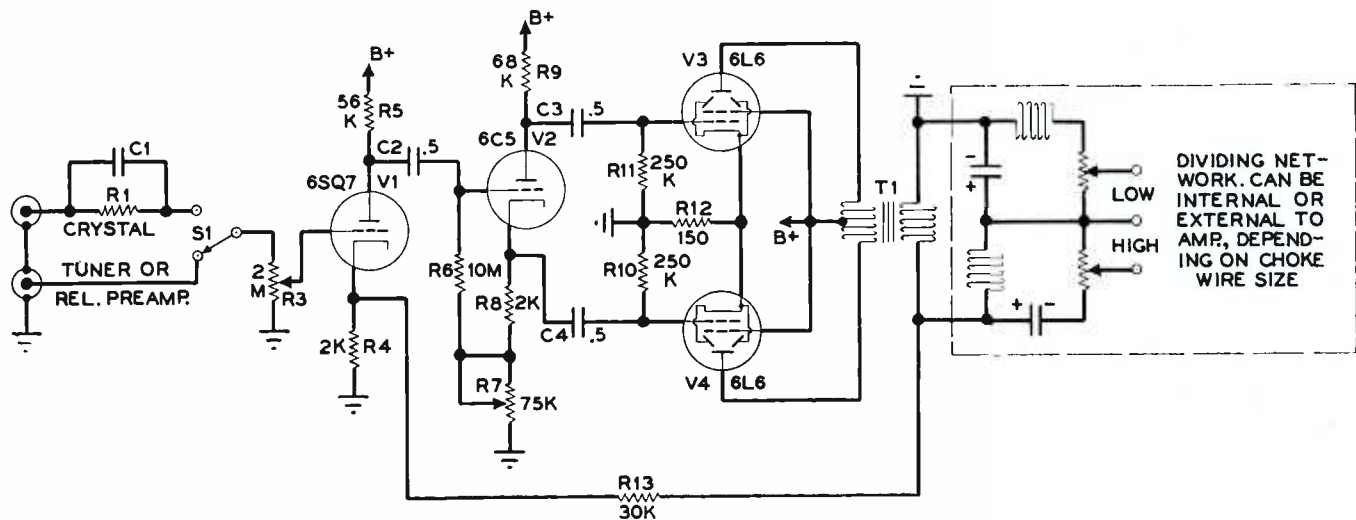 B+
56
K
R5
C2
.5
6SQ7
V1
C1
R1
CRYSTAL
S1
TUNER OR
REL. PREAMP.
2
M
R3
2K
R4
B+
68
K
R9
6C5
V2
C3
.5
R6
10M
R8
2K
C4
.5
R7
75K
R11
250
K
R12
150
R10
250
K
V3
6L6
B+
T1
V4
6L6
R13
30K
-
+
+
-
LOW
HIGH
DIVIDING NET-
WORK. CAN BE
INTERNAL OR
EXTERNAL TO
AMP., DEPEND-
ING ON CHOKE
WIRE SIZE